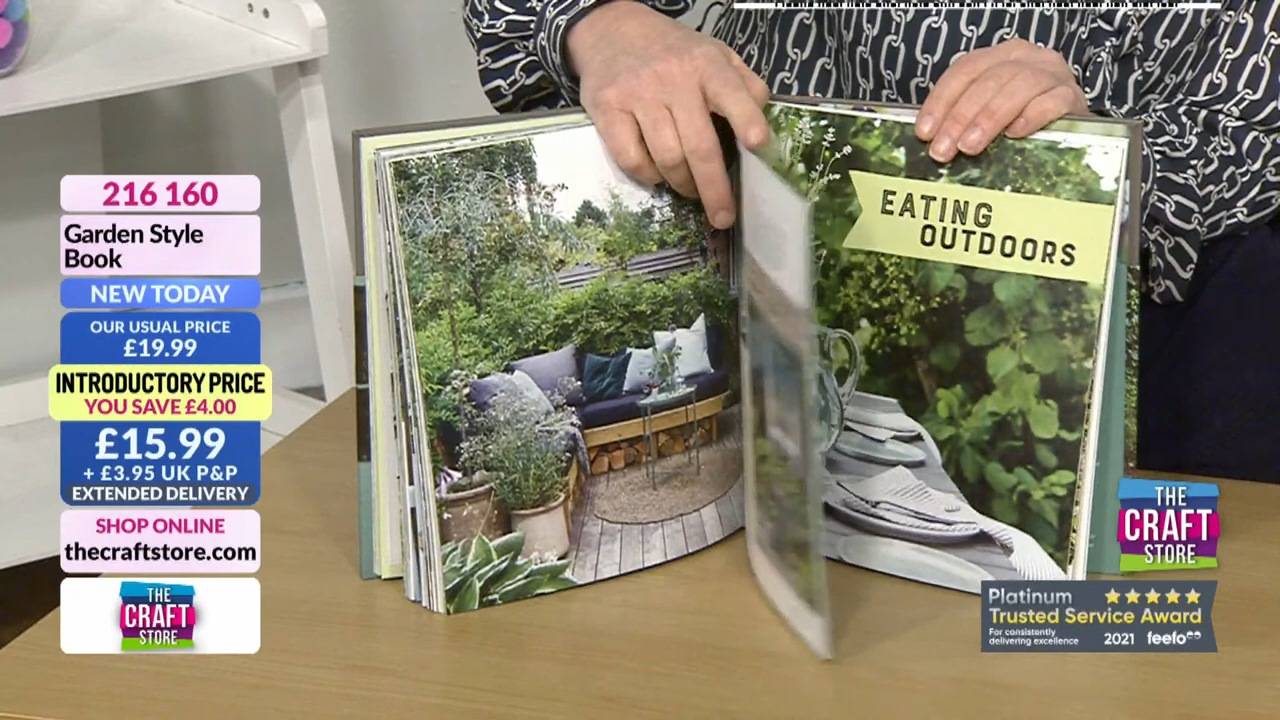 216 160
Garden Style
Book
NEW TODAY
OUR USUAL PRICE
£19.99
INTRODUCTORY PRICE
YOU SAVE £4.00
£15.99
+ £3.95 UK P&P
EXTENDED DELIVERY
SHOP ONLINE
thecraftstore.com
THE
CRAFT
STORE
EATING
OUTDOORS
THE
CRAFT
STORE
Platinum
Trusted Service Award
For consistently
delivering excellence
2021 feefo